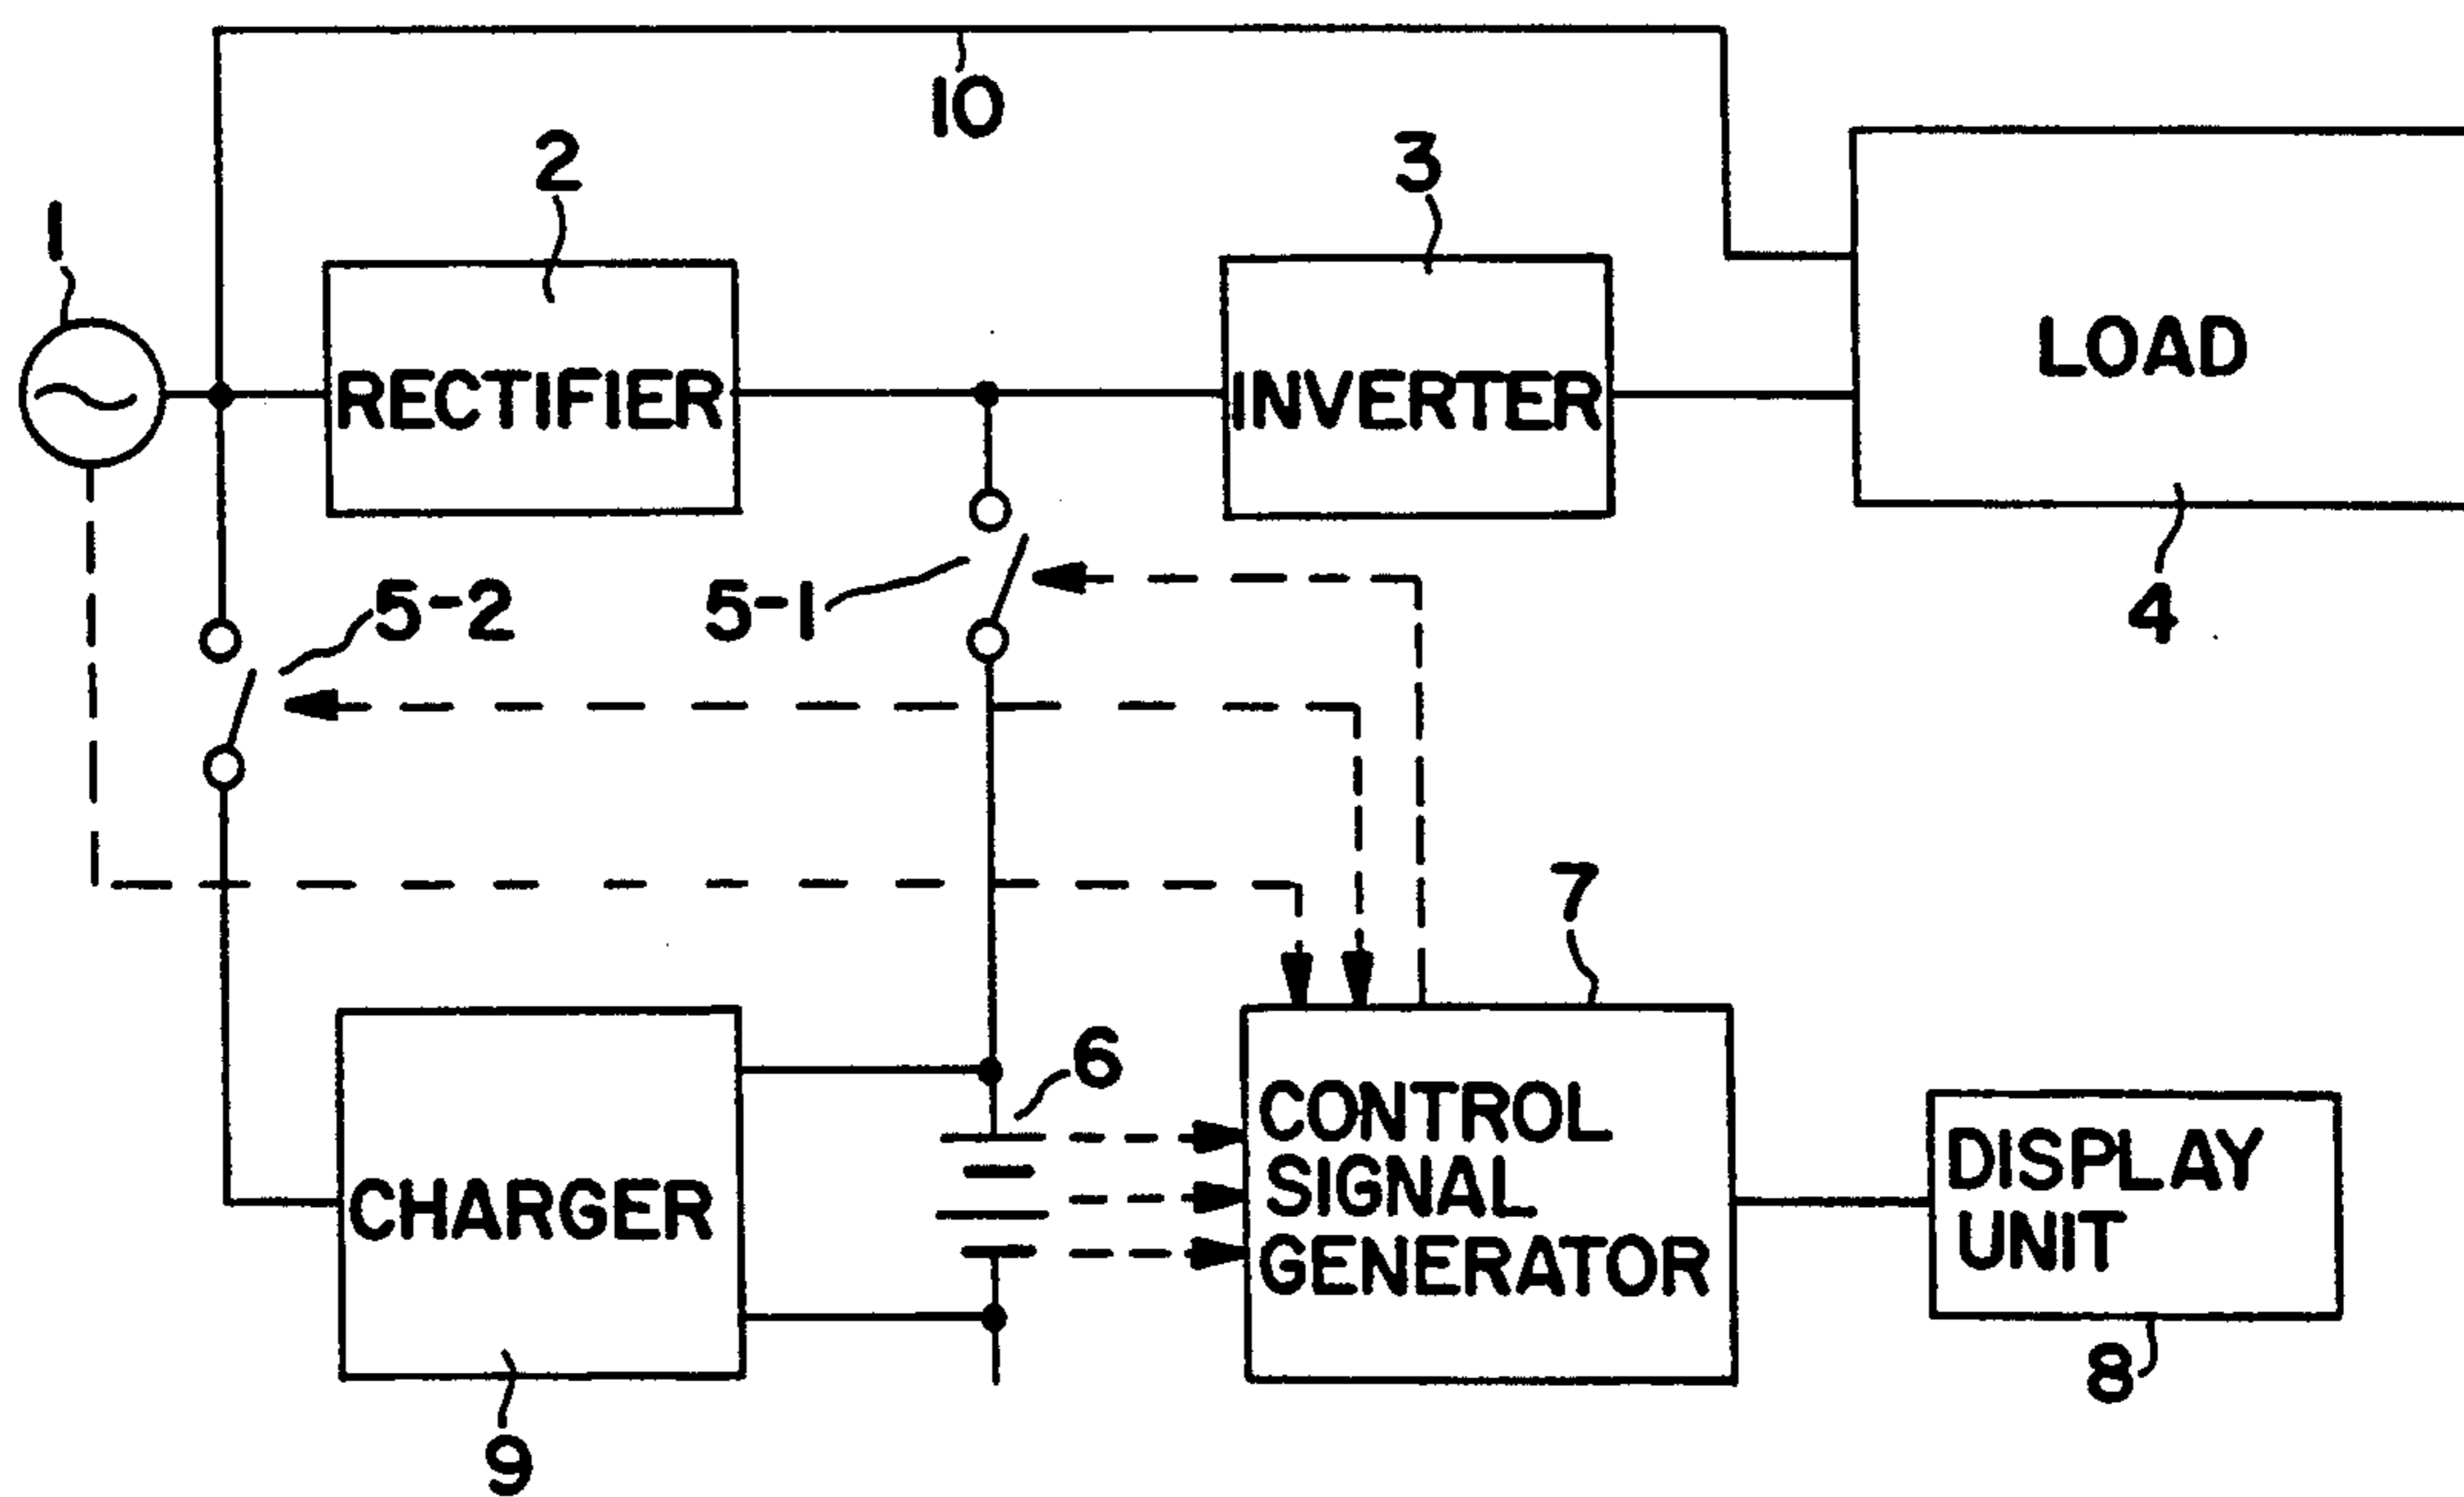 10
2
3
1
RECTIFIER
INVERTER
LOAD
5-2
5-1
4
7
6
CONTROL
SIGNAL
GENERATOR
CHARGER
DISPLAY
UNIT
8
9